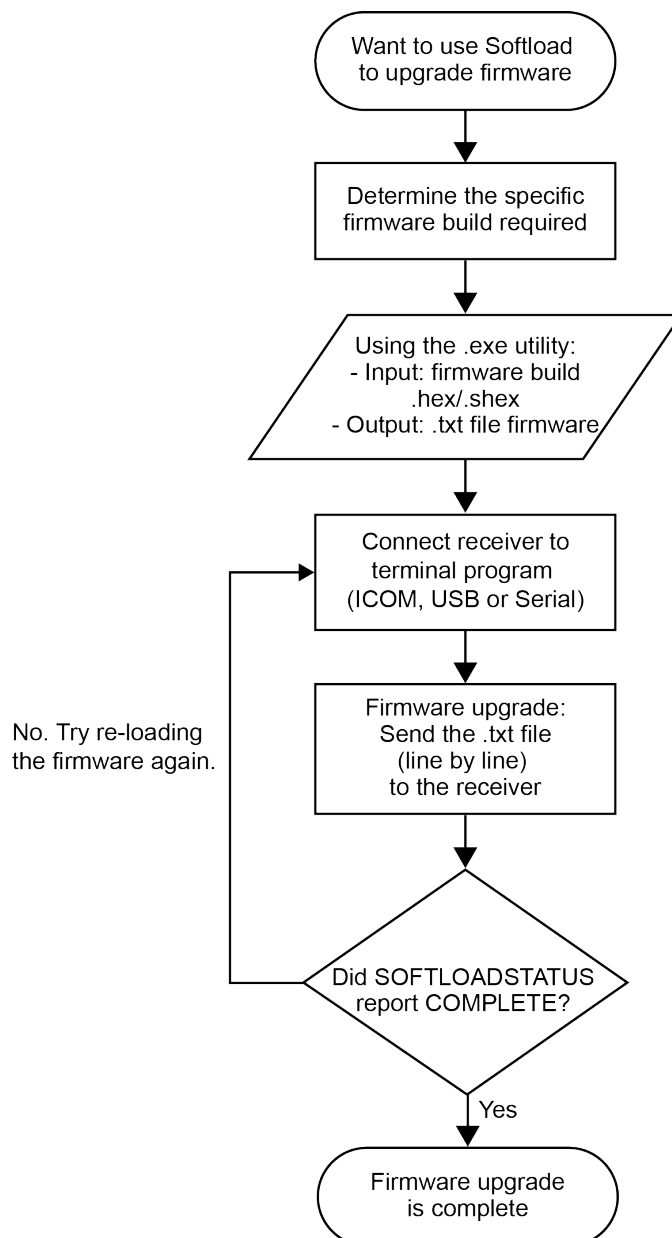 Want to use Softload
to upgrade firmware
Determine the specific
firmware build required
Using the .exe utility:
- Input: firmware build
.hex/.shex
- Output: .txt file firmware
Connect receiver to
terminal program
(ICOM, USB or Serial)
Firmware upgrade:
Send the .txt file
(line by line)
to the receiver
No. Try re-loading
the firmware again.
Did SOFTLOADSTATUS
report COMPLETE?
Yes
Firmware upgrade
is complete